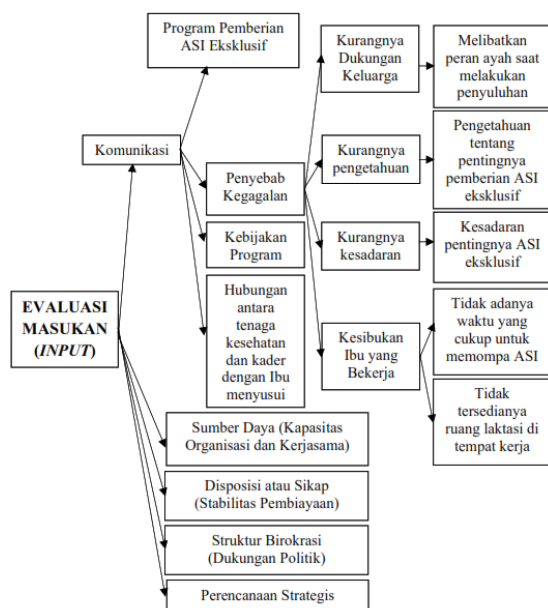 Program Pemberian
ASI Eksklusif
Kurangnya
Dukungan
Keluarga
Melibatkan
peran ayah saat
melakukan
penyuluhan
Komunikasi
Penyebab
Kegagalan
Kurangnya
pengetahuan
Pengetahuan
tentang
pentingnya
pemberian ASI
eksklusif
Kebijakan
Program
Kurangnya
kesadaran
Kesadaran
pentingnya ASI
eksklusif
EVALUASI
MASUKAN
(INPUT)
Hubungan
antara
tenaga
kesehatan
dan kader
dengan Ibu
menyusui
Kesibukan
Ibu yang
Bekerja
Tidak adanya
waktu yang
cukup untuk
memompa ASI
Tidak
tersedianya
ruang laktasi di
tempat kerja
Sumber Daya (Kapasitas
Organisasi dan Kerjasama)
Disposisi atau Sikap
(Stabilitas Pembiayaan)
Struktur Birokrasi
(Dukungan Politik)
Perencanaan Strategis